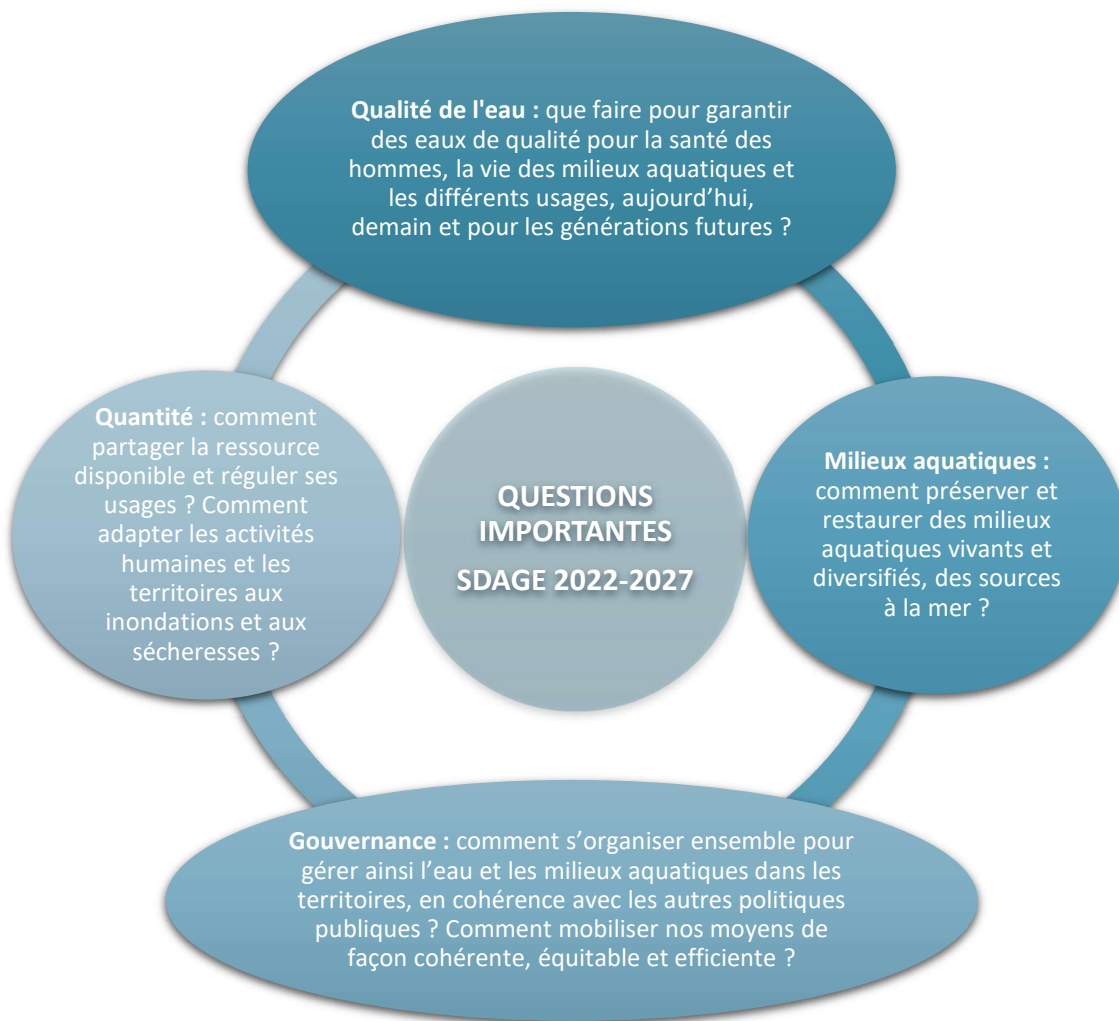 Qualité de l'eau : que faire pour garantir
des eaux de qualité pour la santé des
hommes, la vie des milieux aquatiques et
les différents usages, aujourd’hui,
demain et pour les générations futures ?
Quantité : comment
partager la ressource
disponible et réguler ses
usages ? Comment
adapter les activités
humaines et les
territoires aux
inondations et aux
sécheresses ?
QUESTIONS
IMPORTANTES
SDAGE 2022-2027
Milieux aquatiques :
comment préserver et
restaurer des milieux
aquatiques vivants et
diversifiés, des sources
à la mer ?
Gouvernance : comment s’organiser ensemble pour
gérer ainsi l’eau et les milieux aquatiques dans les
territoires, en cohérence avec les autres politiques
publiques ? Comment mobiliser nos moyens de
façon cohérente, équitable et efficiente ?